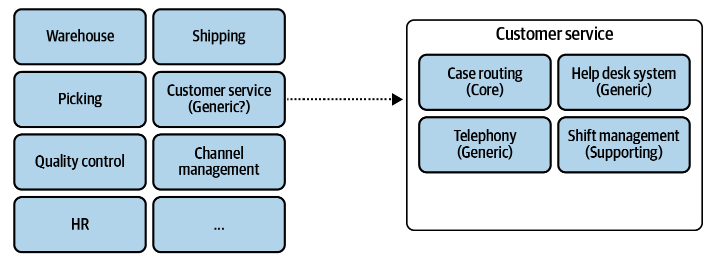 Warehouse
Shipping
Picking
Customer service
(Generic?)
Quality control
Channel
management
HR
...
Customer service
Case routing
(Core)
Help desk system
(Generic)
Telephony
(Generic)
Shift management
(Supporting)